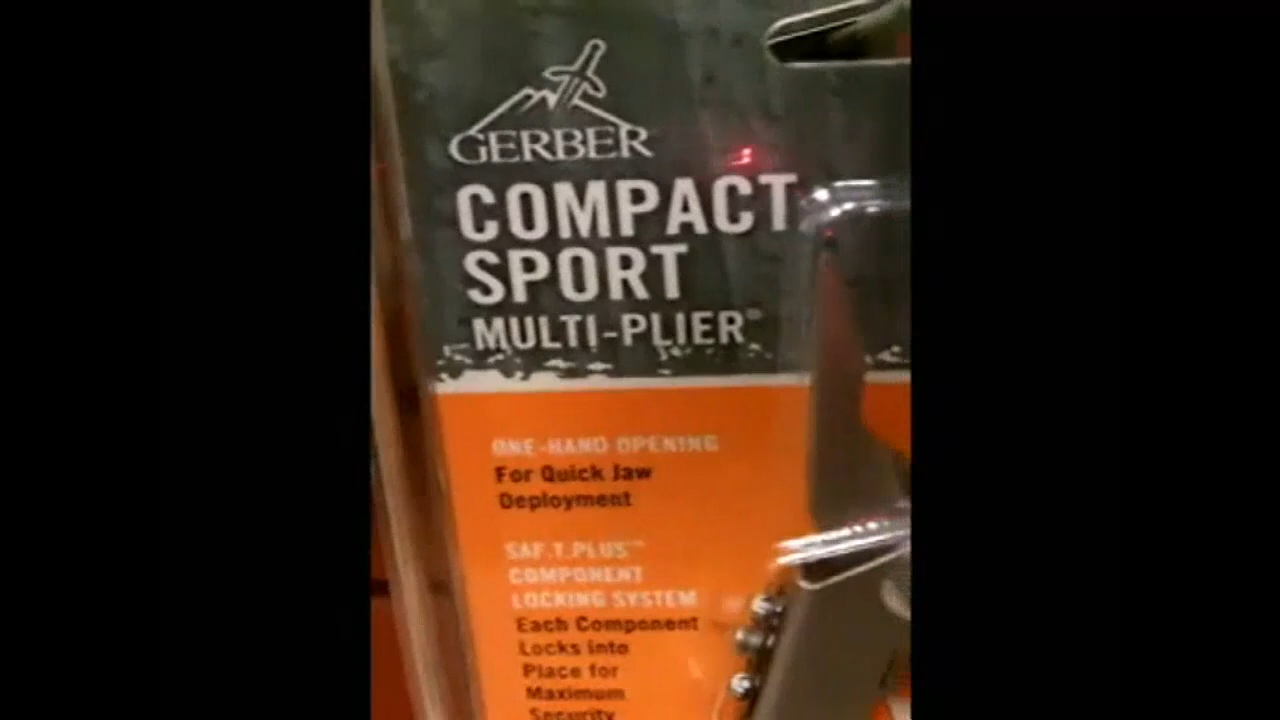 GERBER
COMPACT
SPORT
MULTI-PLIER™
ONE-HAND OPENING
For Quick Jaw
Deployment
SAF.T.PLUS™
COMPONENT
LOCKING SYSTEM
Each Component
Locks into
Place for
Maximum
Security